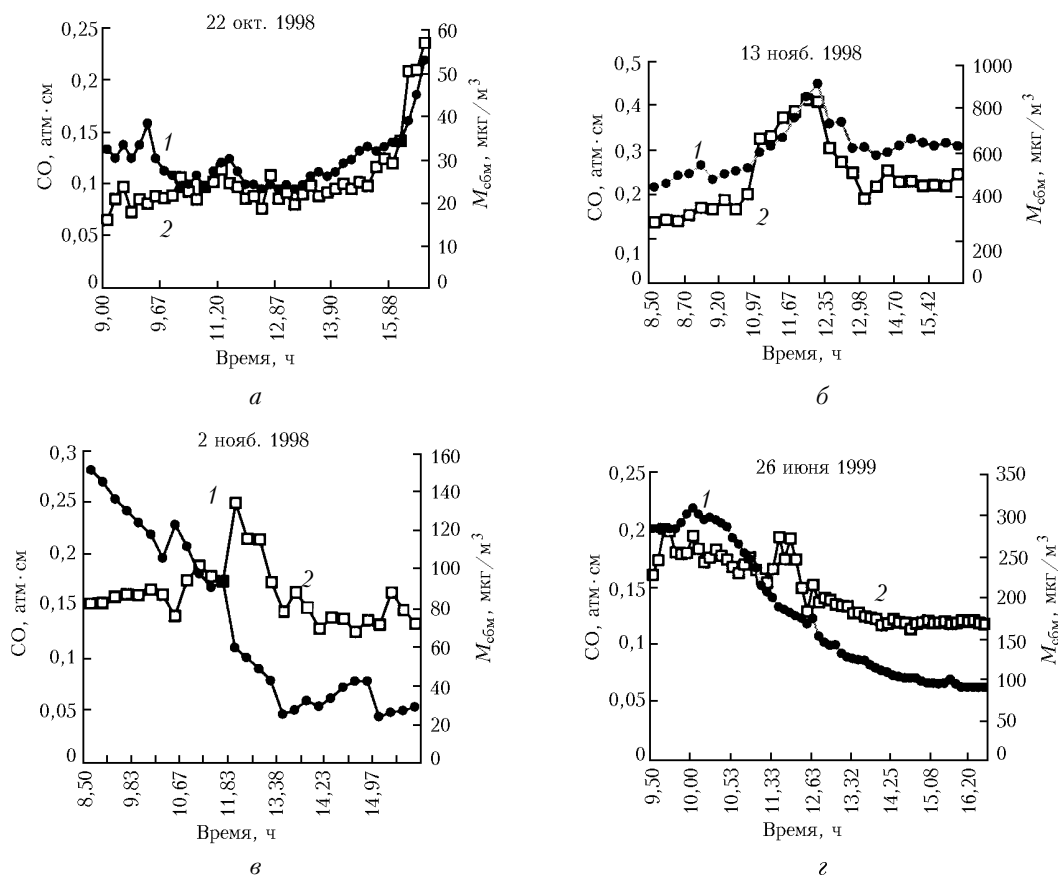 22 окт. 1998
СО, атм·см
0,25
0,2
0,15
0,1
0,05
0
60
50
40
30
20
10
0
Mсбм, мкг/м³
1
2
9,00 9,67 11,20 12,87 13,90 15,88
Время, ч
а
13 нояб. 1998
СО, атм·см
0,5
0,4
0,3
0,2
0,1
0
1000
800
600
400
200
0
Mсбм, мкг/м³
1
2
8,50 8,70 9,20 10,97 11,67 12,35 12,98 14,70 15,42
Время, ч
б
2 нояб. 1998
СО, атм·см
0,3
0,25
0,2
0,15
0,1
0,05
0
160
140
120
100
80
60
40
20
0
Mсбм, мкг/м³
1
2
8,50 9,83 10,67 11,83 13,38 14,23 14,97
Время, ч
в
26 июня 1999
СО, атм·см
0,25
0,2
0,15
0,1
0,05
0
350
300
250
200
150
100
50
0
Mсбм, мкг/м³
1
2
9,50 10,00 10,53 11,33 12,63 13,32 14,25 15,08 16,20
Время, ч
г